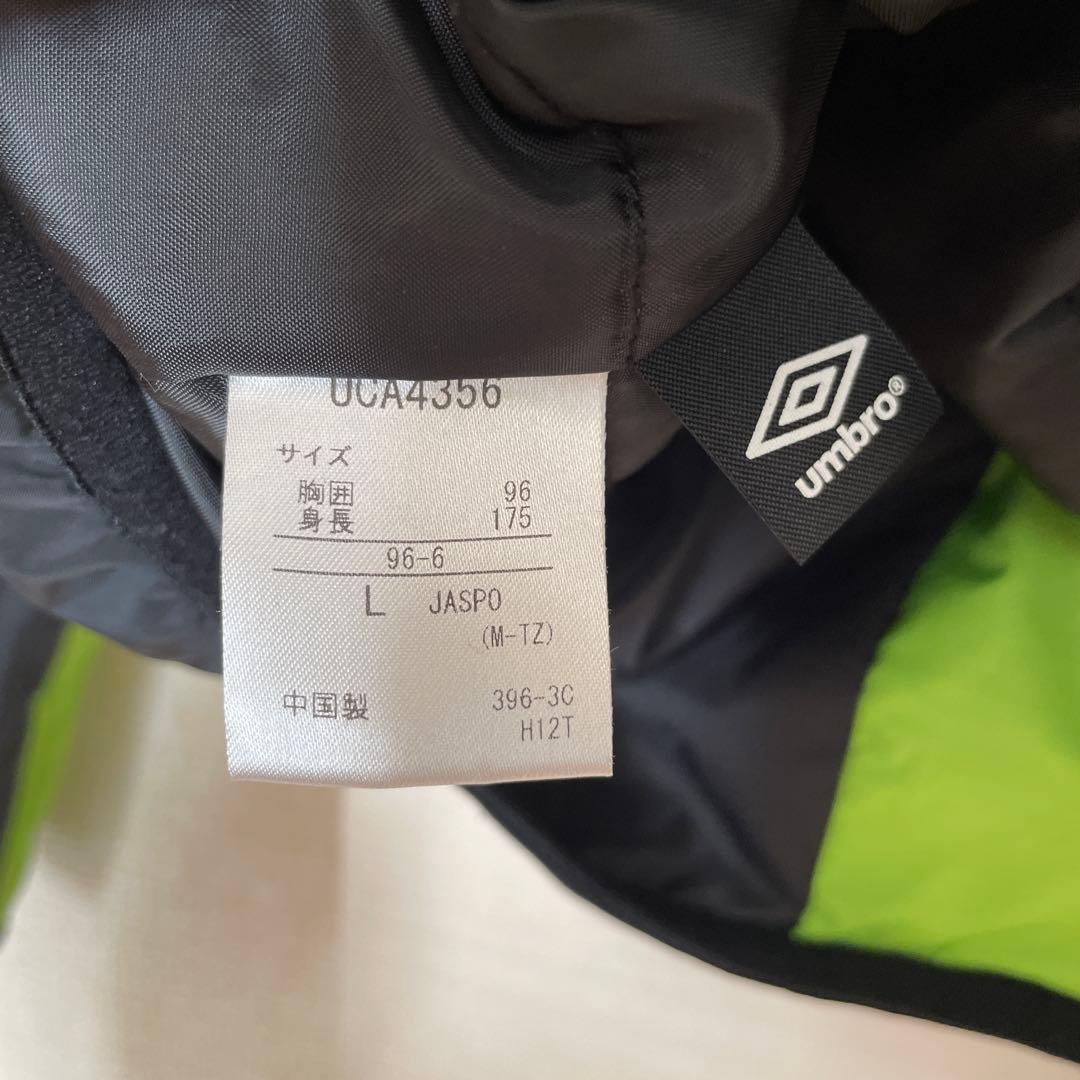 UCA4356
サイズ
胸囲 96
身長 175
96-6
L JASPO
(M-TZ)
中国製 396-3C
H12T
umbro®